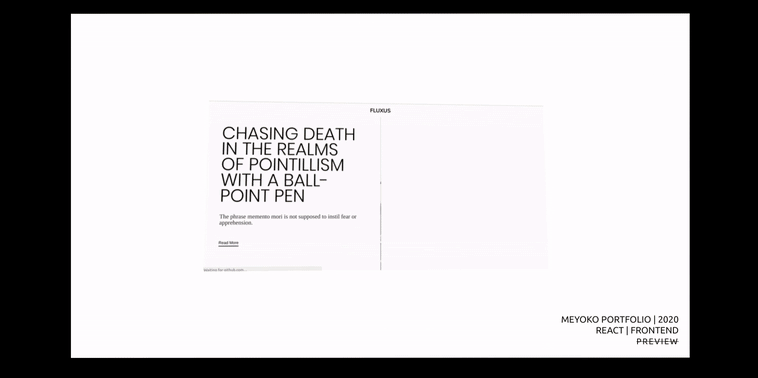 FLUXUS
CHASING DEATH
IN THE REALMS
OF POINTILLISM
WITH A BALL-
POINT PEN
The phrase memento mori is not supposed to instil fear or
apprehension.
Read More
MEYOKO PORTFOLIO | 2020
REACT | FRONTEND
PREVIEW